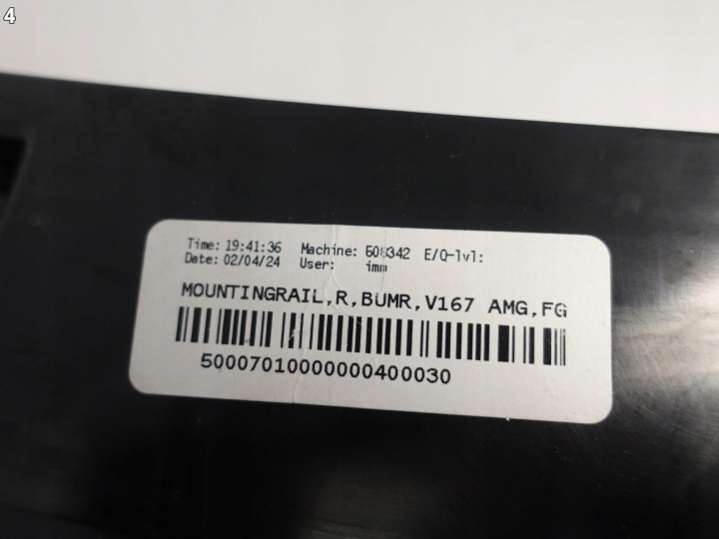 4
Time: 19:41:36 Machine: 508342 E/Q-lvl:
Date: 02/04/24 User: imm
MOUNTINGRAIL,R,BUMR,V167 AMG,FG
50007010000000400030